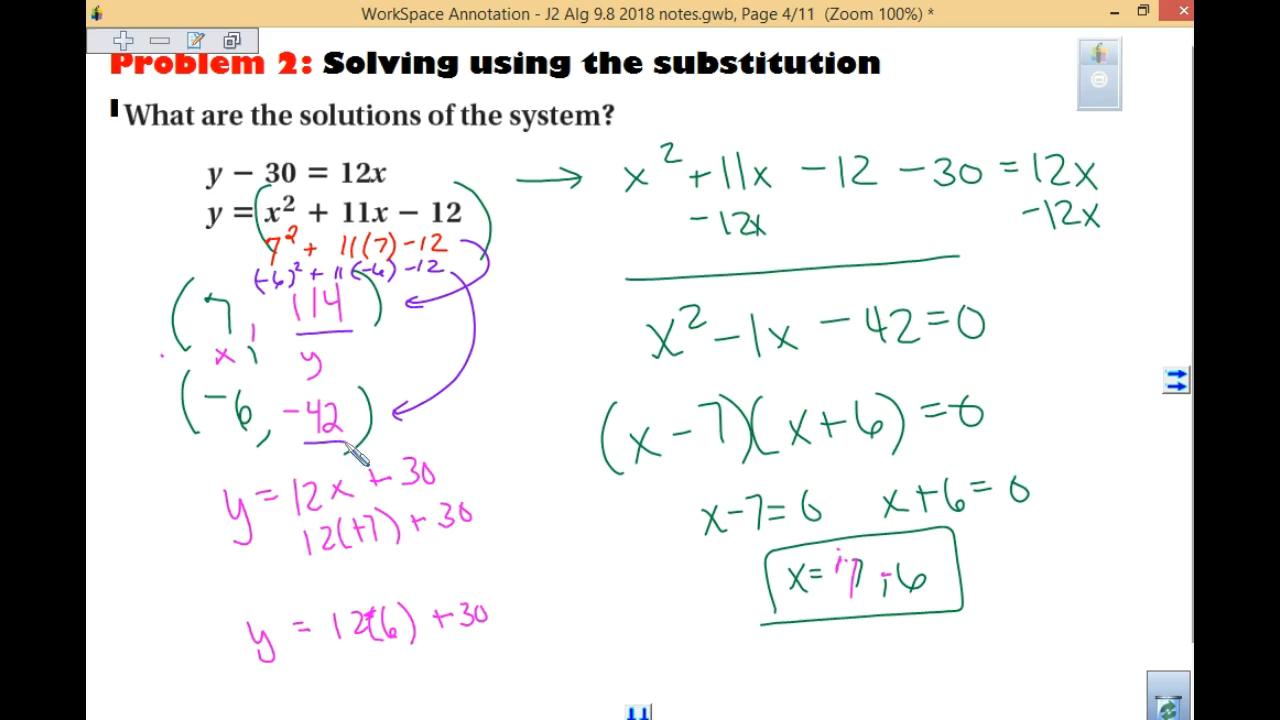 WorkSpace Annotation - J2 Alg 9.8 2018 notes.gwb, Page 4/11 (Zoom 100%) *
Problem 2: Solving using the substitution
What are the solutions of the system?
y − 30 = 12x
y = (x² + 11x − 12)
7² + 11(7) -12
(-6)² + 11(-6) -12
(7, 114)
x, y
(-6, -42)
y = 12x + 30
12(+7) + 30
y = 12(-6) + 30
→ x² + 11x - 12 - 30 = 12x
-12x -12x
x² - 1x - 42 = 0
(x - 7)(x + 6) = 0
x - 7 = 0 x + 6 = 0
x = +7, -6